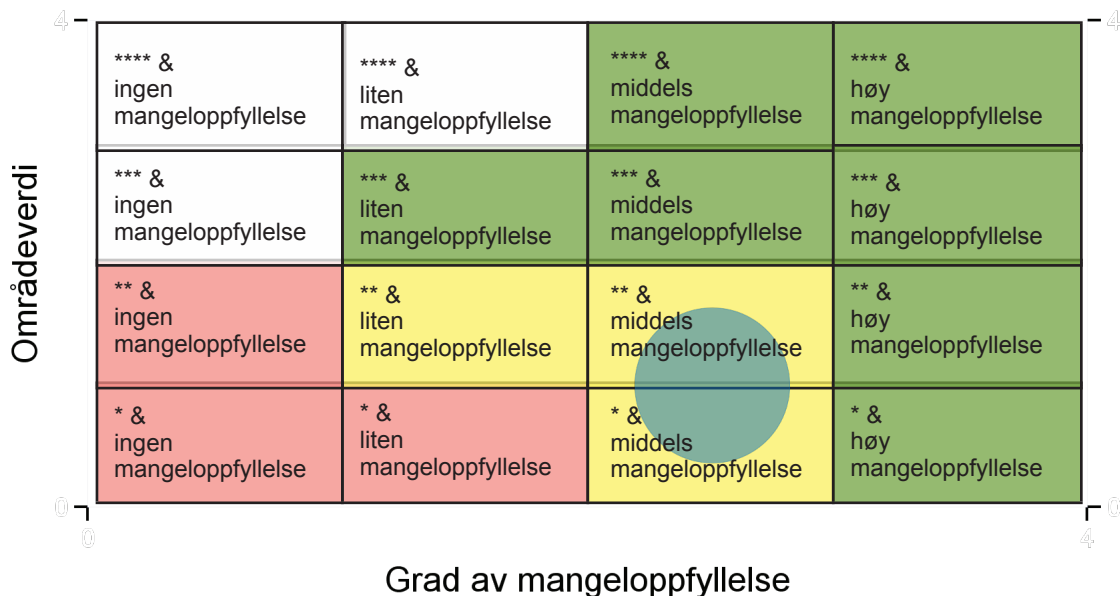 4
4
**** &
ingen
mangeloppfyllelse
**** &
liten
mangeloppfyllelse
**** &
middels
mangeloppfyllelse
**** &
høy
mangeloppfyllelse
*** &
ingen
mangeloppfyllelse
*** &
liten
mangeloppfyllelse
*** &
middels
mangeloppfyllelse
*** &
høy
mangeloppfyllelse
Områdeverdi
** &
ingen
mangeloppfyllelse
** &
liten
mangeloppfyllelse
** &
middels
mangeloppfyllelse
** &
høy
mangeloppfyllelse
* &
ingen
mangeloppfyllelse
* &
liten
mangeloppfyllelse
* &
middels
mangeloppfyllelse
* &
høy
mangeloppfyllelse
0
0
0
4
Grad av mangeloppfyllelse